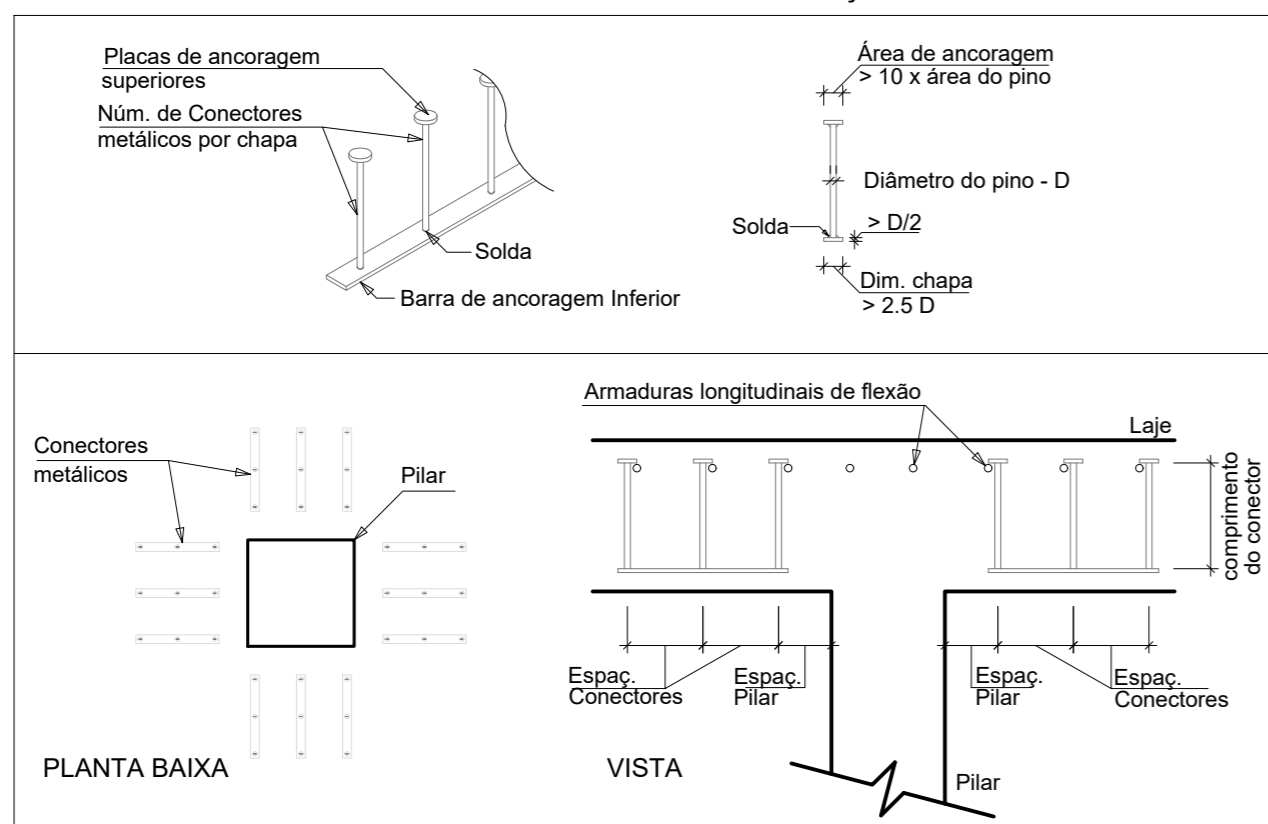 Placas de ancoragem
superiores
Núm. de Conectores
metálicos por chapa
Solda
Barra de ancoragem Inferior
Área de ancoragem
> 10 x área do pino
Diâmetro do pino - D
Solda
> D/2
Dim. chapa
> 2.5 D
Conectores
metálicos
Pilar
PLANTA BAIXA
Armaduras longitudinais de flexão
Laje
comprimento
do conector
Espaç.
Conectores
Espaç.
Pilar
Espaç.
Pilar
Espaç.
Conectores
VISTA
Pilar